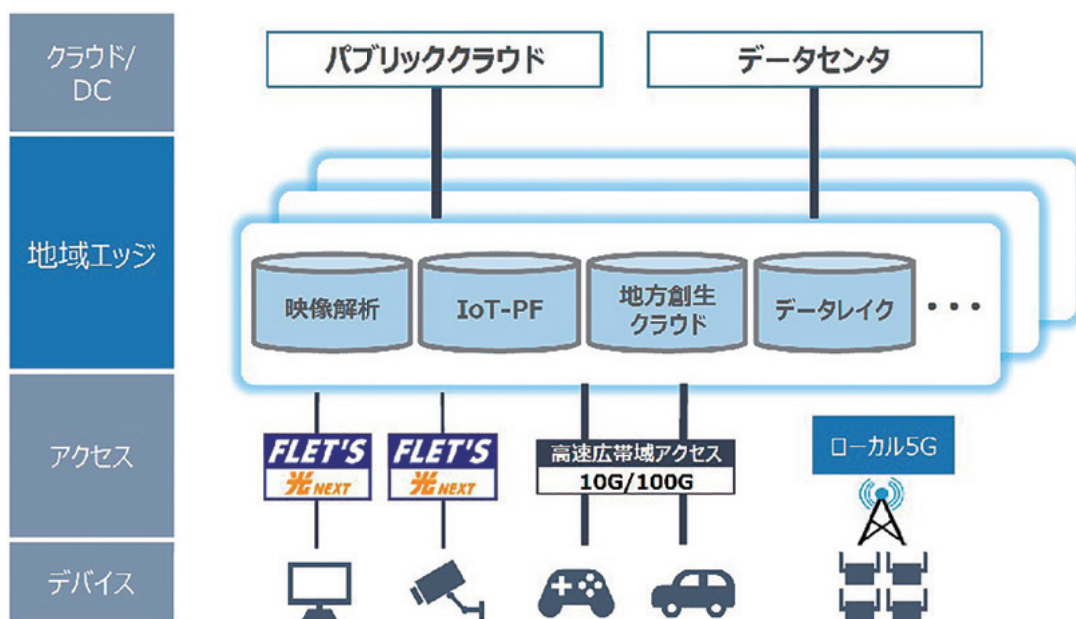 クラウド/
DC
パブリッククラウド
データセンタ
地域エッジ
映像解析
IoT-PF
地方創生
クラウド
データレイク
・・・
アクセス
FLET'S
光NEXT
FLET'S
光NEXT
高速広帯域アクセス
10G/100G
ローカル5G
デバイス